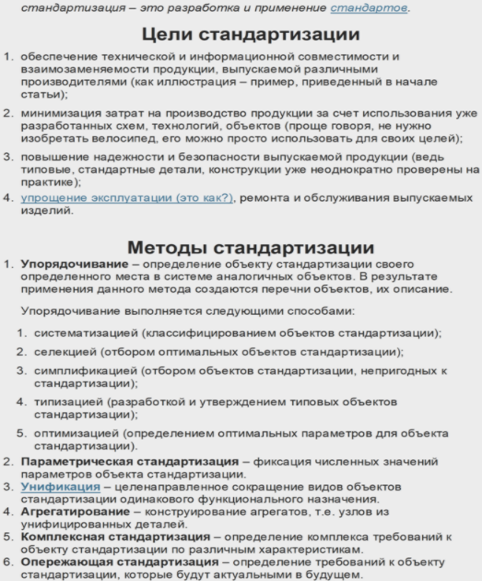 стандартизация – это разработка и применение стандартов.
Цели стандартизации
1. обеспечение технической и информационной совместимости и
взаимозаменяемости продукции, выпускаемой различными
производителями (как иллюстрация – пример, приведенный в начале
статьи);
2. минимизация затрат на производство продукции за счет использования уже
разработанных схем, технологий, объектов (проще говоря, не нужно
изобретать велосипед, его можно просто использовать для своих целей);
3. повышение надежности и безопасности выпускаемой продукции (ведь
типовые, стандартные детали, конструкции уже неоднократно проверены на
практике);
4. упрощение эксплуатации (это как?), ремонта и обслуживания выпускаемых
изделий.
Методы стандартизации
1. Упорядочивание – определение объекту стандартизации своего
определенного места в системе аналогичных объектов. В результате
применения данного метода создаются перечни объектов, их описание.
Упорядочивание выполняется следующими способами:
1. систематизацией (классифицированием объектов стандартизации);
2. селекцией (отбором оптимальных объектов стандартизации);
3. симплификацией (отбором объектов стандартизации, непригодных к
стандартизации);
4. типизацией (разработкой и утверждением типовых объектов
стандартизации);
5. оптимизацией (определением оптимальных параметров для объекта
стандартизации).
2. Параметрическая стандартизация – фиксация численных значений
параметров объекта стандартизации.
3. Унификация – целенаправленное сокращение видов объектов
стандартизации одинакового функционального назначения.
4. Агрегатирование – конструирование агрегатов, т.е. узлов из
унифицированных деталей.
5. Комплексная стандартизация – определение комплекса требований к
объекту стандартизации по различным характеристикам.
6. Опережающая стандартизация – определение требований к объекту
стандартизации, которые будут актуальными в будущем.